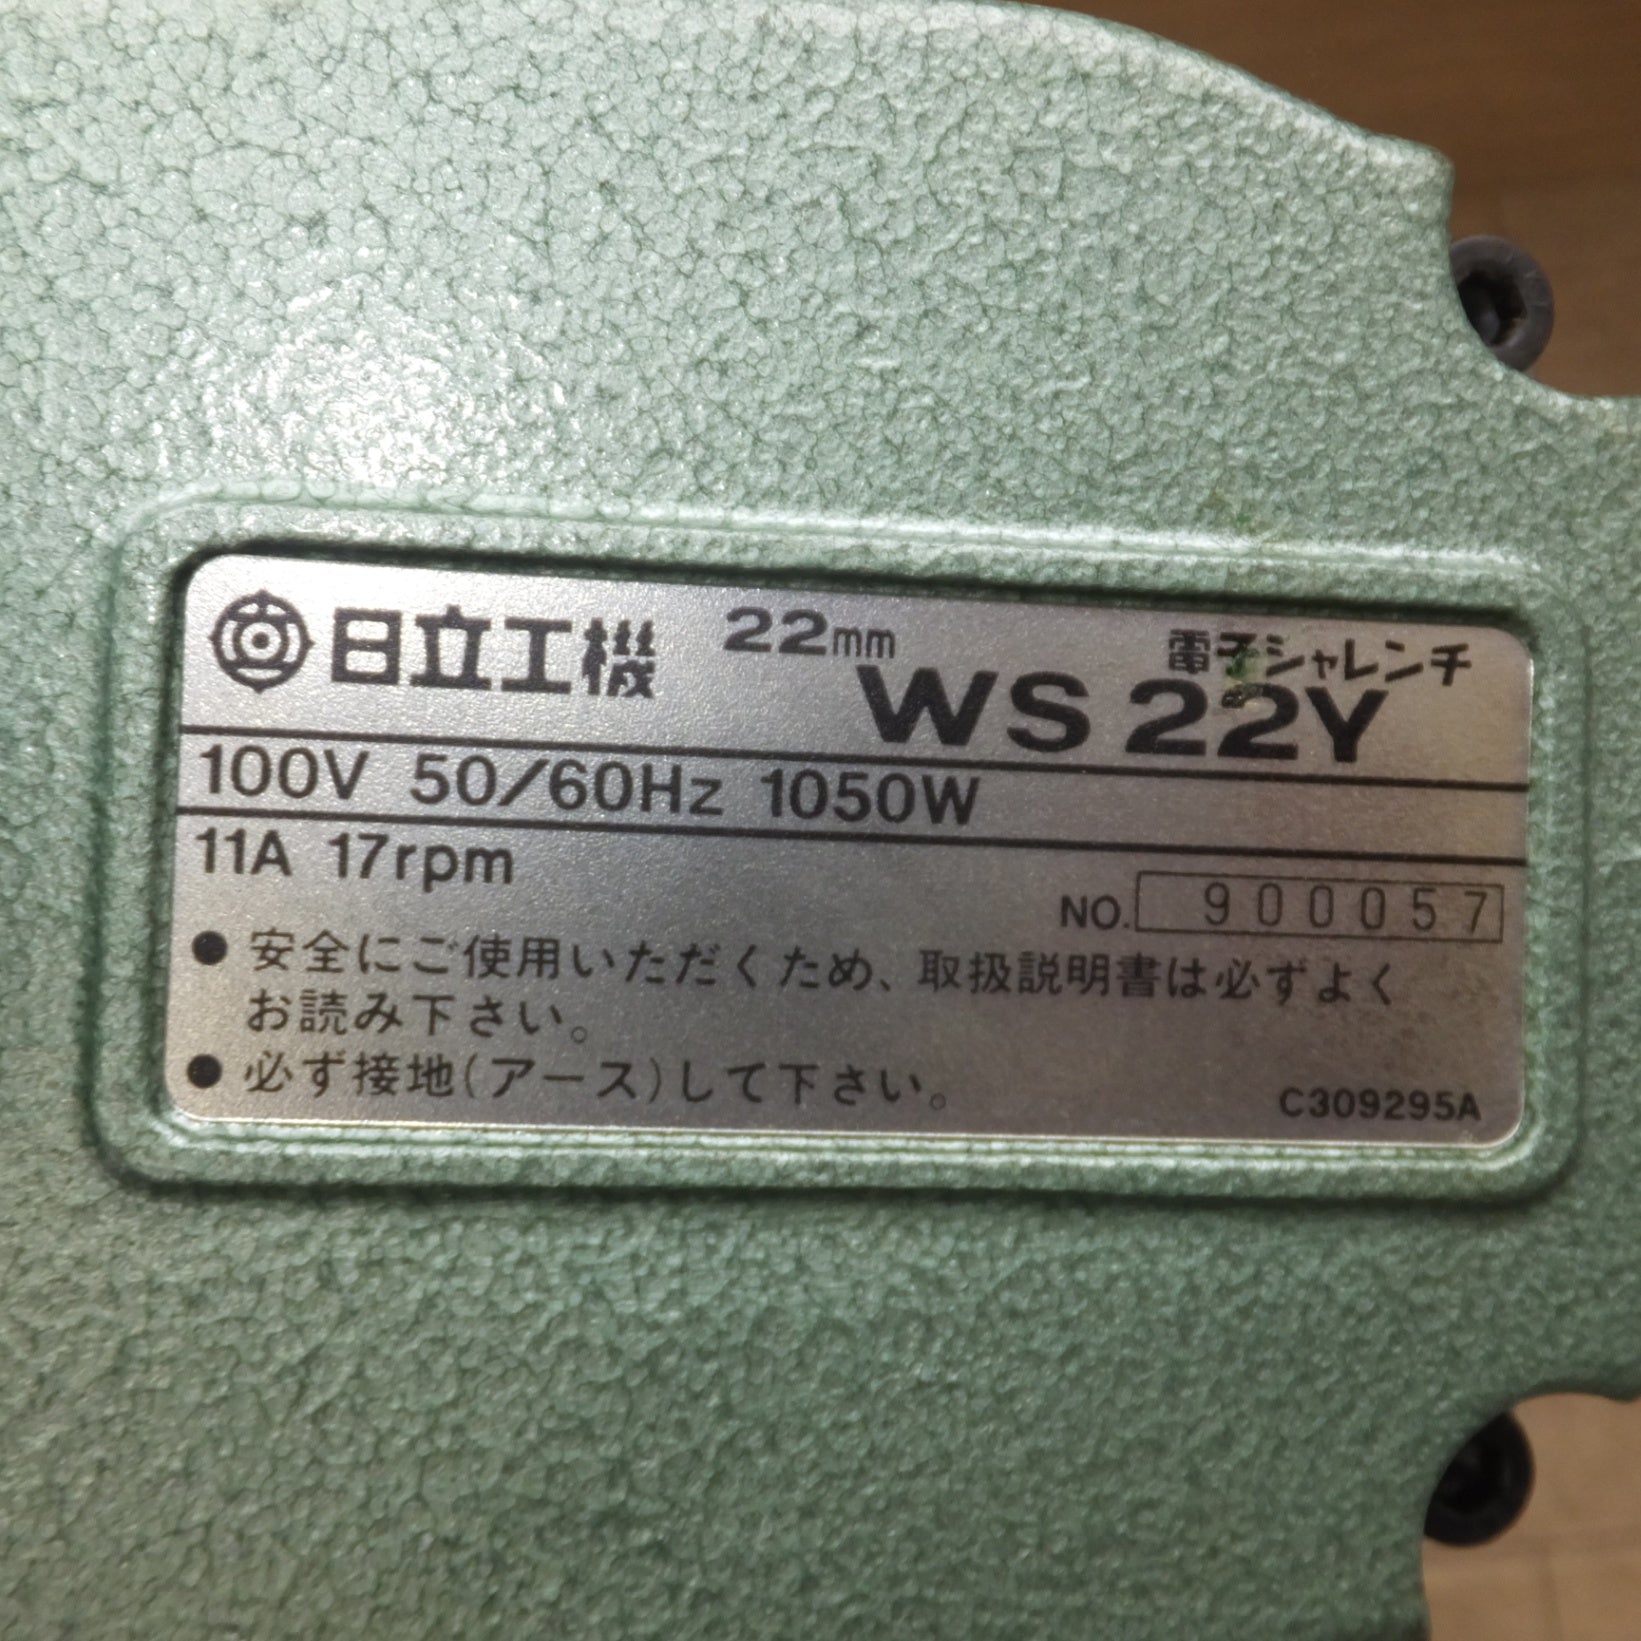 日立工機 22mm 電子シャレンチ
WS 22Y
100V 50/60Hz 1050W
11A 17rpm
NO. 900057
● 安全にご使用いただくため、取扱説明書は必ずよく
お読み下さい。
● 必ず接地(アース)して下さい。
C309295A